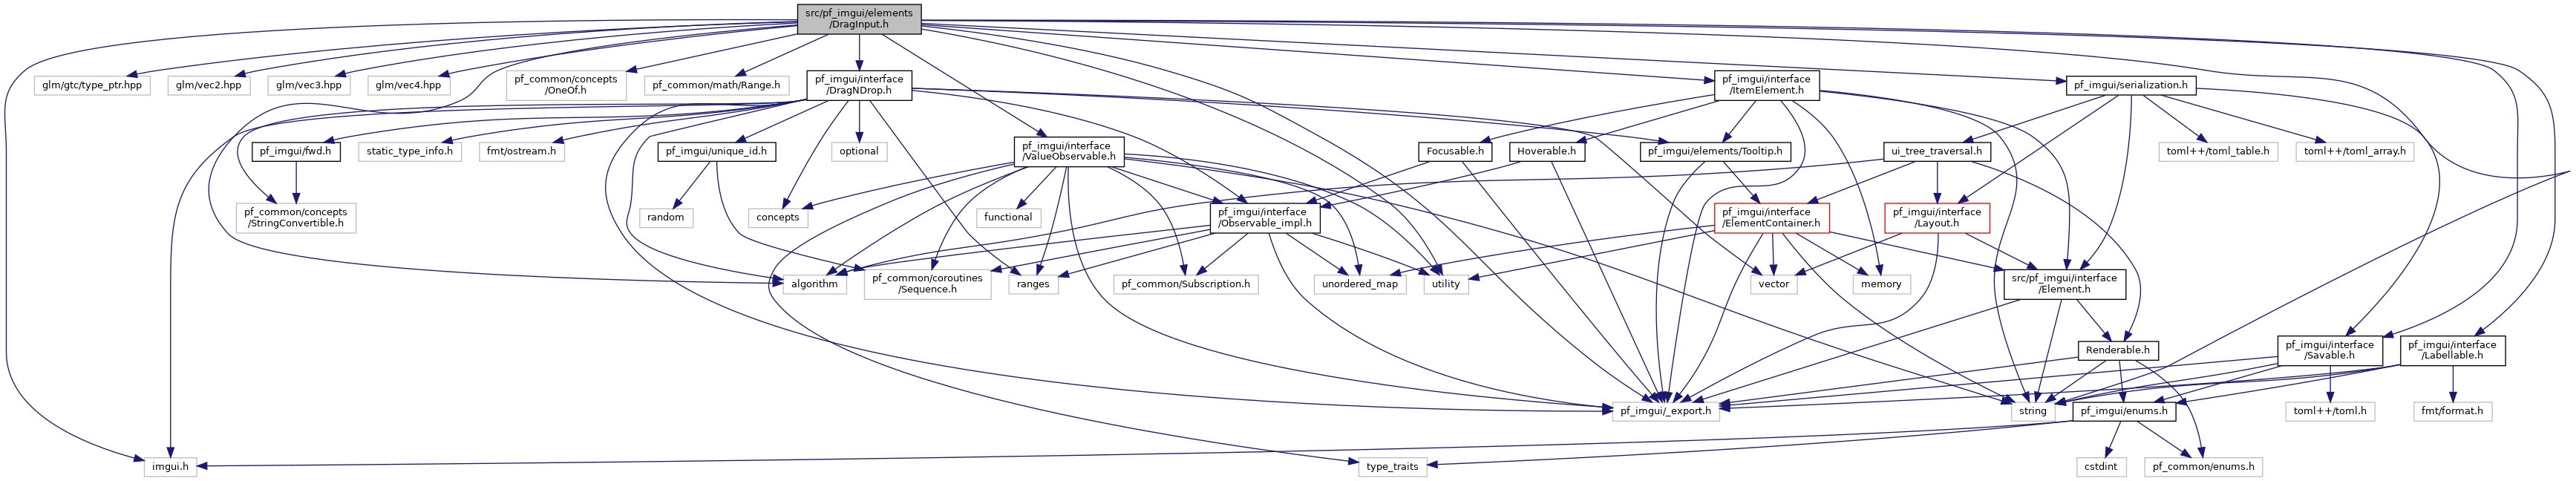 src/pf_imgui/elements
/DragInput.h
glm/gtc/type_ptr.hpp
glm/vec2.hpp
glm/vec3.hpp
glm/vec4.hpp
pf_common/concepts
/OneOf.h
pf_common/math/Range.h
pf_imgui/interface
/DragNDrop.h
pf_imgui/interface
/ItemElement.h
pf_imgui/serialization.h
pf_imgui/fwd.h
static_type_info.h
fmt/ostream.h
pf_imgui/unique_id.h
optional
pf_imgui/interface
/ValueObservable.h
Focusable.h
Hoverable.h
pf_imgui/elements/Tooltip.h
ui_tree_traversal.h
toml++/toml_table.h
toml++/toml_array.h
pf_common/concepts
/StringConvertible.h
random
concepts
functional
pf_imgui/interface
/Observable_impl.h
pf_imgui/interface
/ElementContainer.h
pf_imgui/interface
/Layout.h
algorithm
pf_common/coroutines
/Sequence.h
ranges
pf_common/Subscription.h
unordered_map
utility
vector
memory
src/pf_imgui/interface
/Element.h
Renderable.h
pf_imgui/interface
/Savable.h
pf_imgui/interface
/Labellable.h
pf_imgui/_export.h
string
pf_imgui/enums.h
toml++/toml.h
fmt/format.h
imgui.h
type_traits
cstdint
pf_common/enums.h